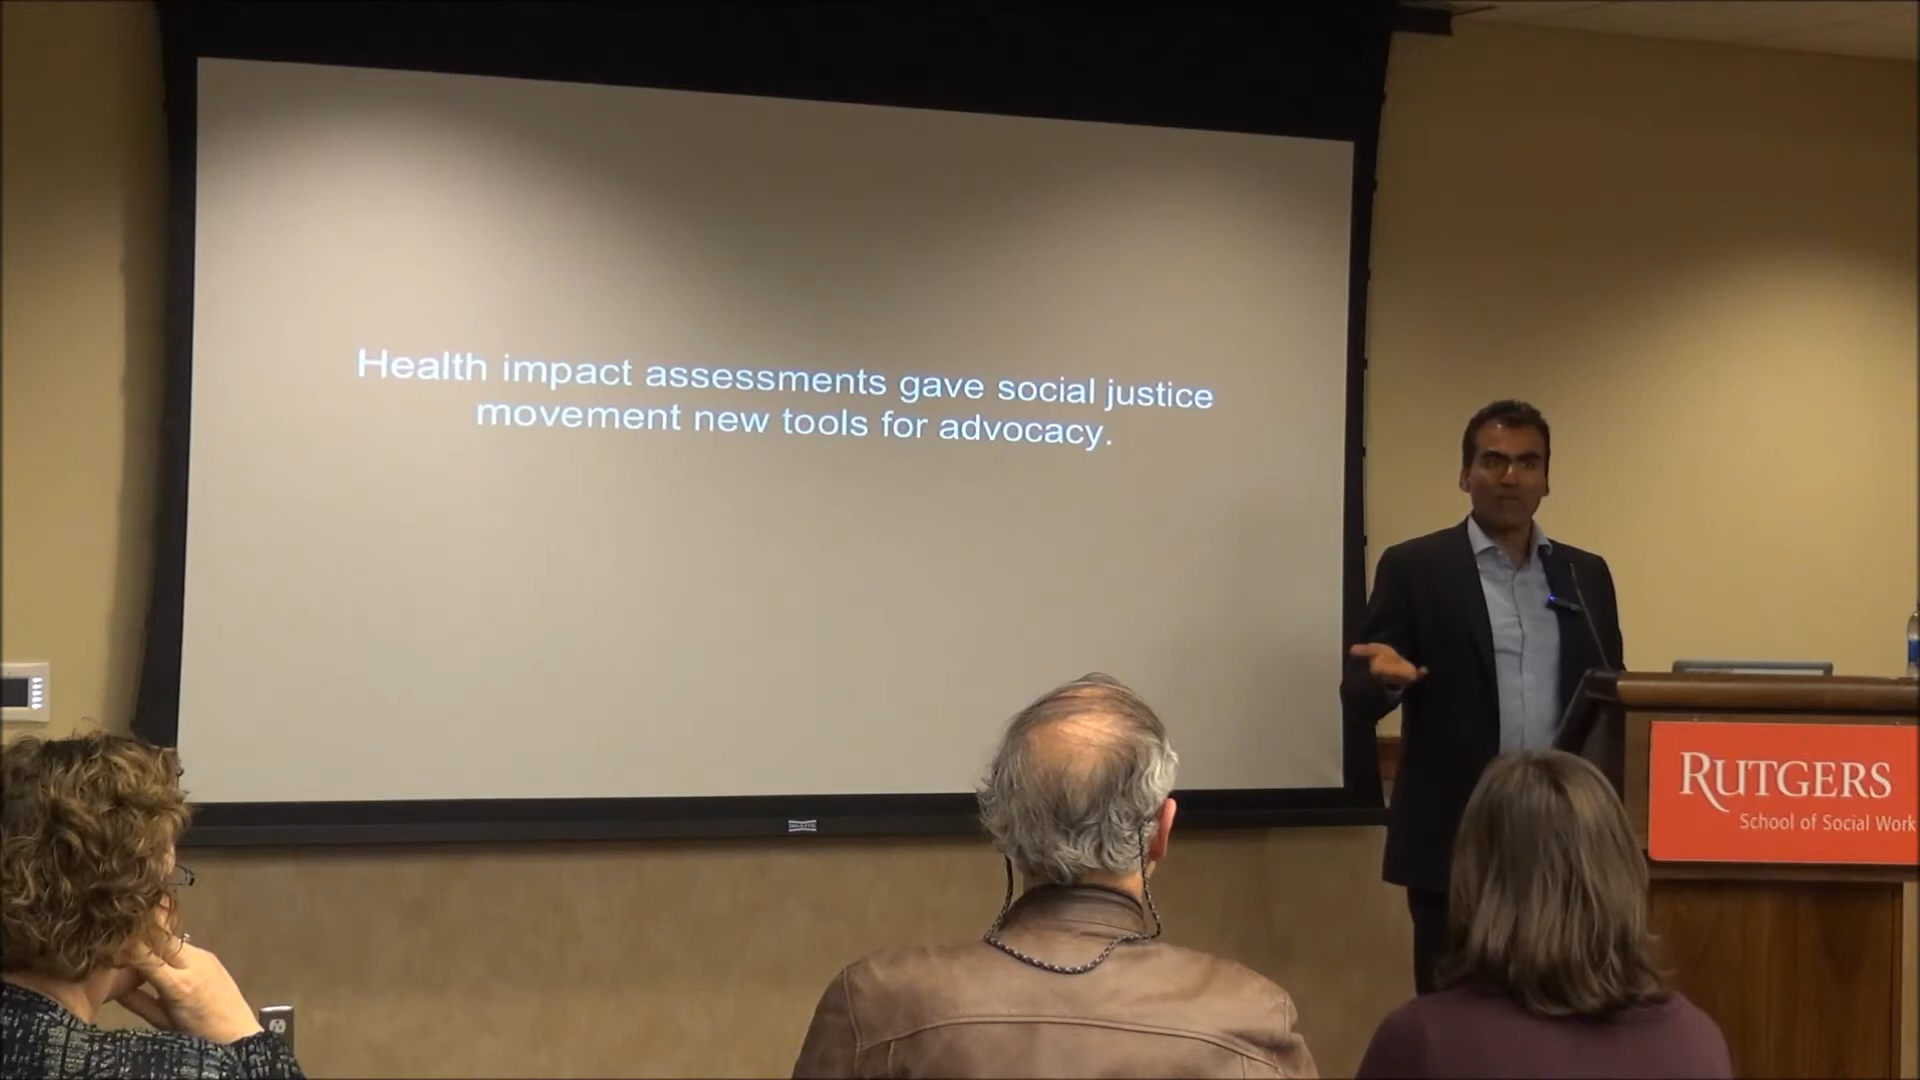 Health impact assessments gave social justice
movement new tools for advocacy.
RUTGERS
School of Social Work